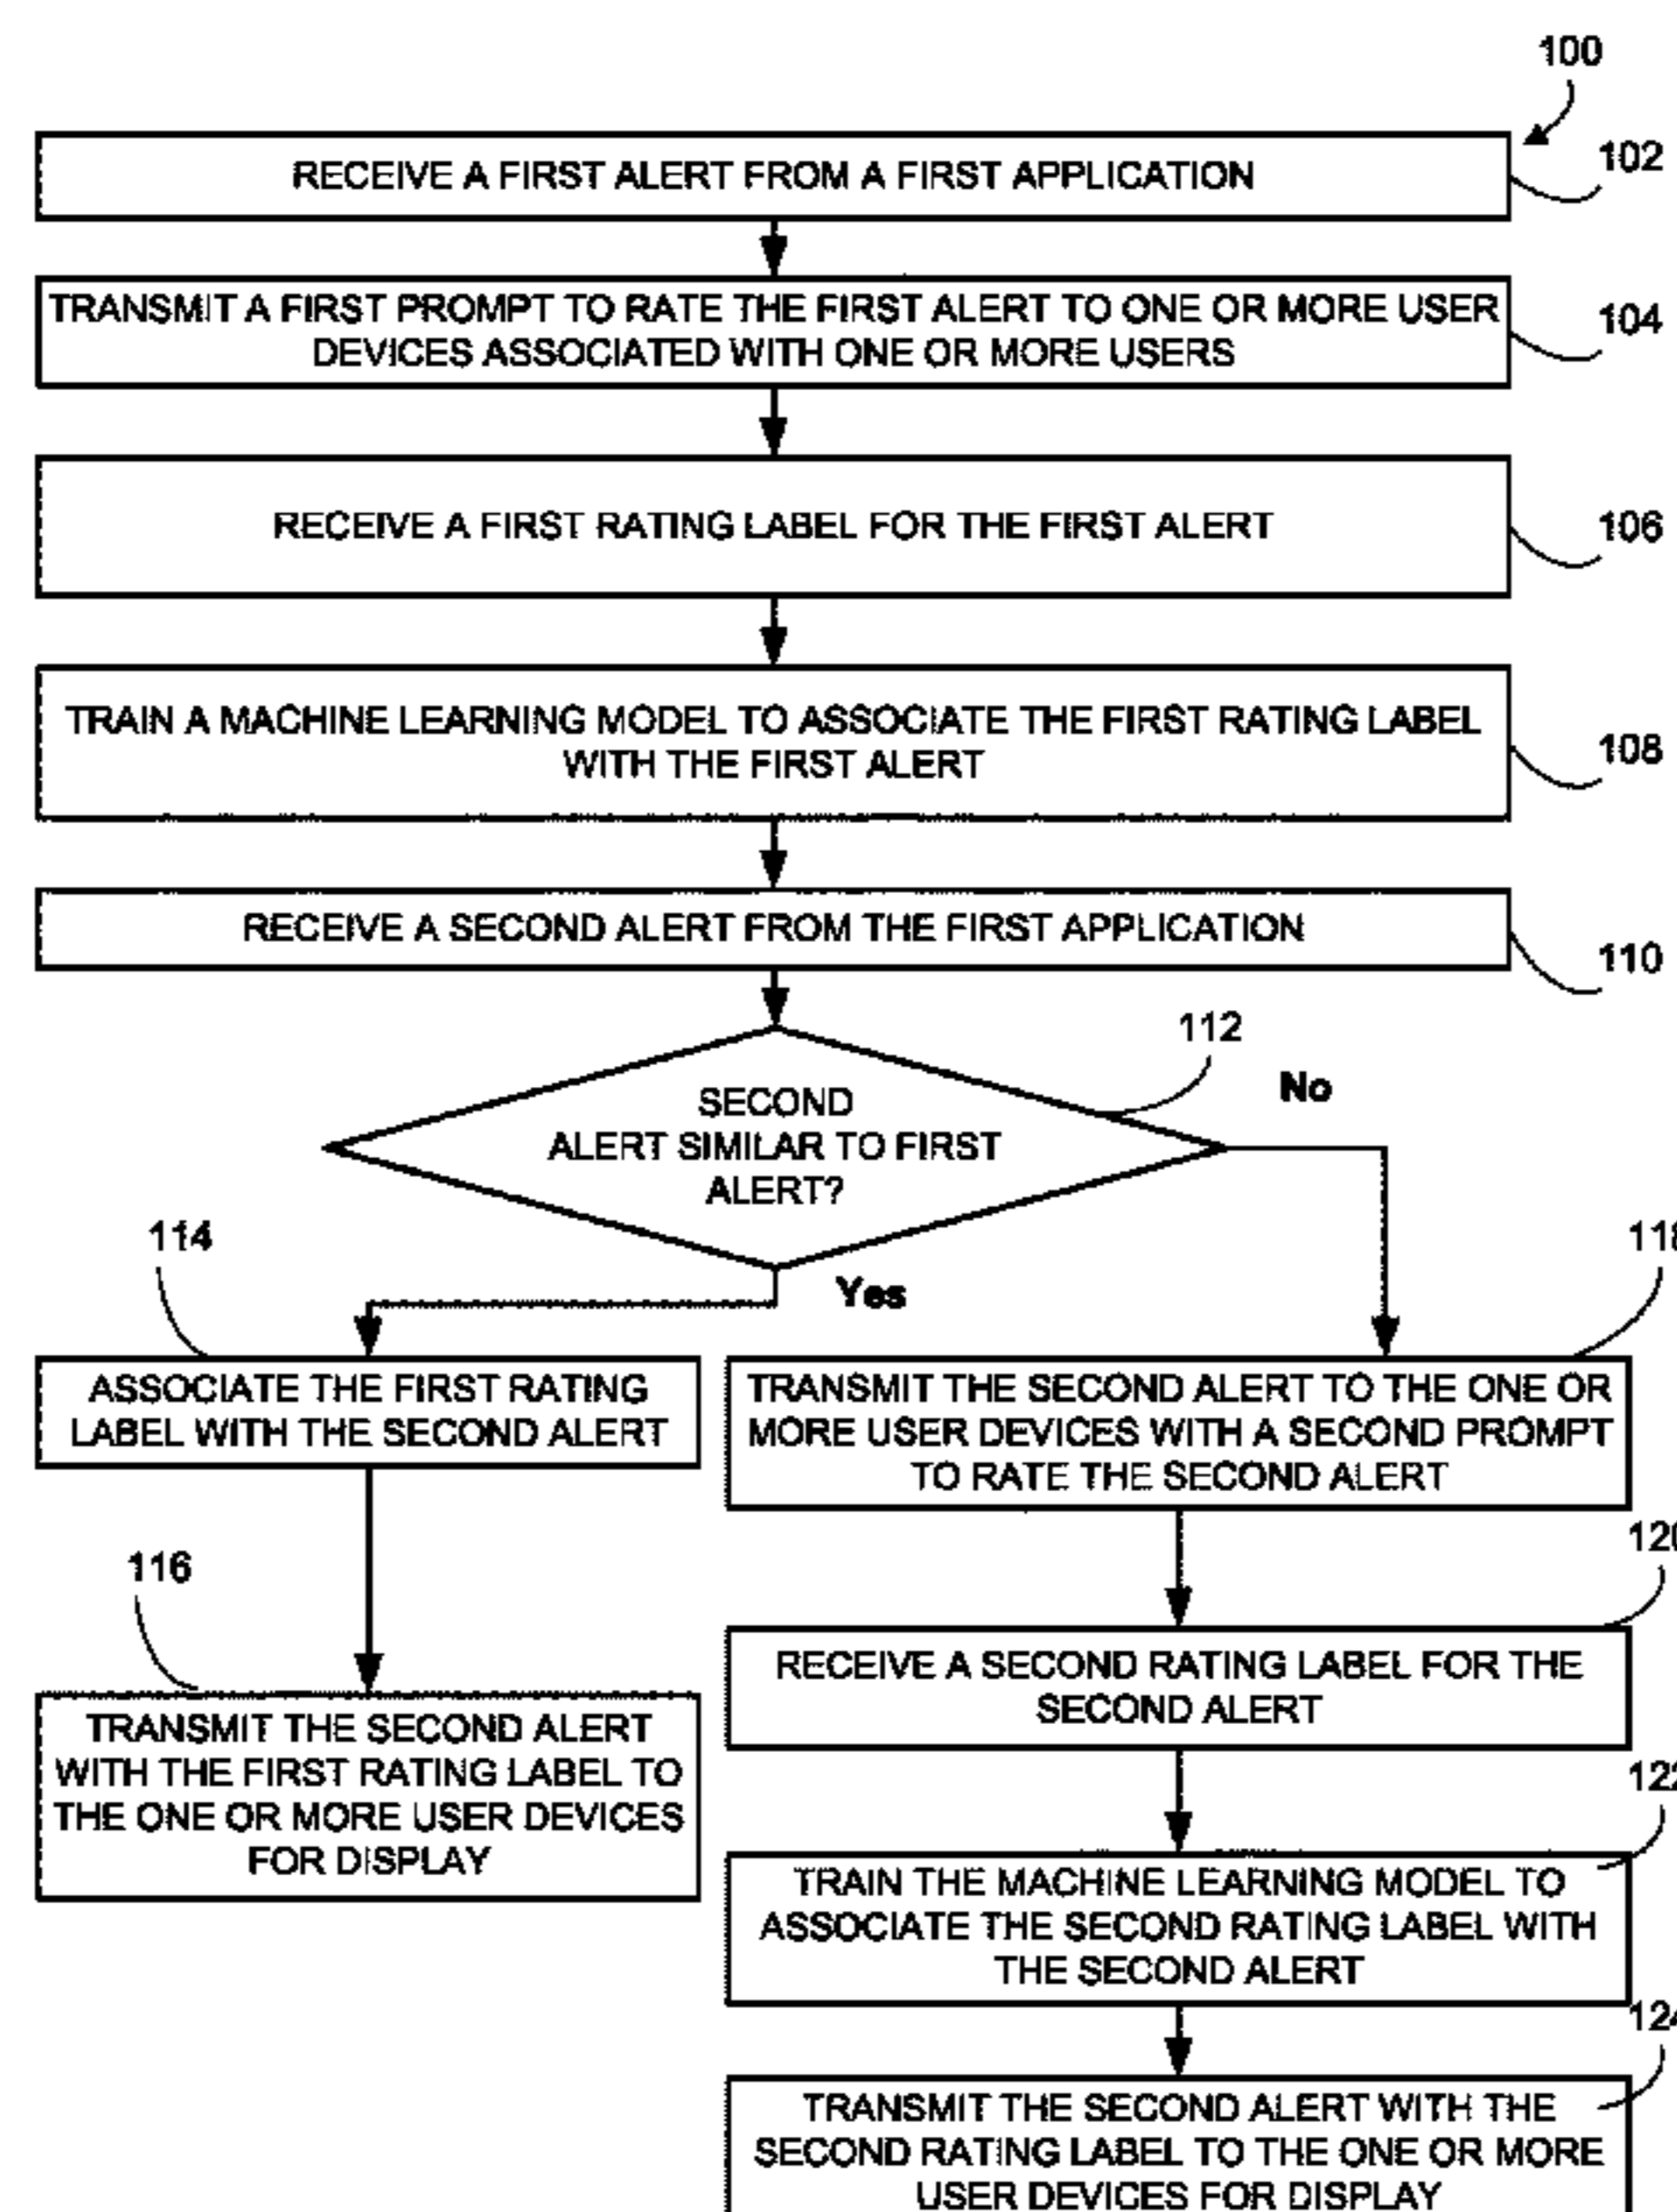 100
RECEIVE A FIRST ALERT FROM A FIRST APPLICATION
102
TRANSMIT A FIRST PROMPT TO RATE THE FIRST ALERT TO ONE OR MORE USER
DEVICES ASSOCIATED WITH ONE OR MORE USERS
104
RECEIVE A FIRST RATING LABEL FOR THE FIRST ALERT
106
TRAIN A MACHINE LEARNING MODEL TO ASSOCIATE THE FIRST RATING LABEL
WITH THE FIRST ALERT
108
RECEIVE A SECOND ALERT FROM THE FIRST APPLICATION
110
112
No
SECOND
ALERT SIMILAR TO FIRST
ALERT?
Yes
114
ASSOCIATE THE FIRST RATING
LABEL WITH THE SECOND ALERT
116
TRANSMIT THE SECOND ALERT
WITH THE FIRST RATING LABEL TO
THE ONE OR MORE USER DEVICES
FOR DISPLAY
118
TRANSMIT THE SECOND ALERT TO THE ONE OR
MORE USER DEVICES WITH A SECOND PROMPT
TO RATE THE SECOND ALERT
120
RECEIVE A SECOND RATING LABEL FOR THE
SECOND ALERT
122
TRAIN THE MACHINE LEARNING MODEL TO
ASSOCIATE THE SECOND RATING LABEL WITH
THE SECOND ALERT
124
TRANSMIT THE SECOND ALERT WITH THE
SECOND RATING LABEL TO THE ONE OR MORE
USER DEVICES FOR DISPLAY